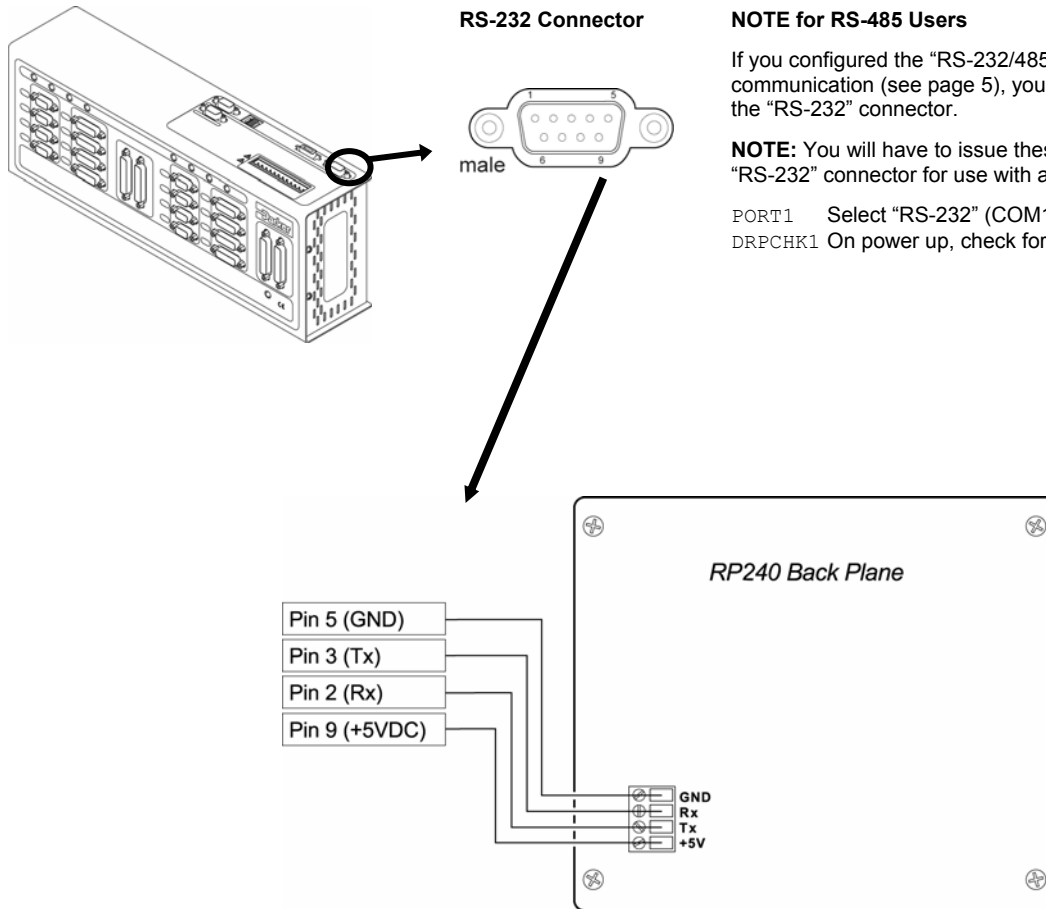 RS-232 Connector
1 5
male
6 9
NOTE for RS-485 Users
If you configured the “RS-232/485
communication (see page 5), you
the “RS-232” connector.
NOTE: You will have to issue
“RS-232” connector for use with a
PORT1 Select “RS-232”
DRPCHK1 On power up, check for
Parker
RP240 Back Plane
Pin 5 (GND)
Pin 3 (Tx)
Pin 2 (Rx)
Pin 9 (+5VDC)
GND
Rx
Tx
+5V